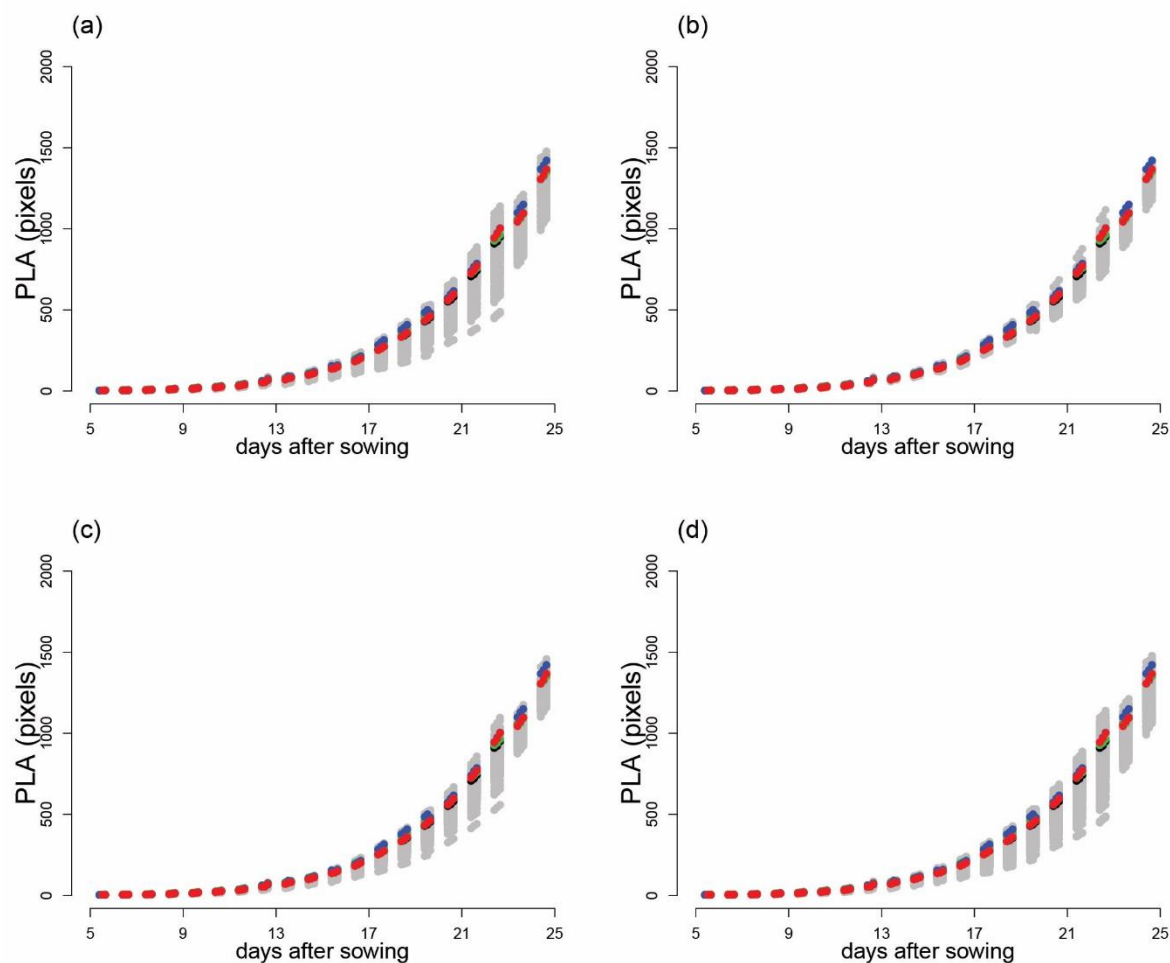 (a)
2000
1500
1000
500
0
PLA (pixels)
5 9 13 17 21 25
days after sowing
(b)
2000
1500
1000
500
0
PLA (pixels)
5 9 13 17 21 25
days after sowing
(c)
2000
1500
1000
500
0
PLA (pixels)
5 9 13 17 21 25
days after sowing
(d)
2000
1500
1000
500
0
PLA (pixels)
5 9 13 17 21 25
days after sowing